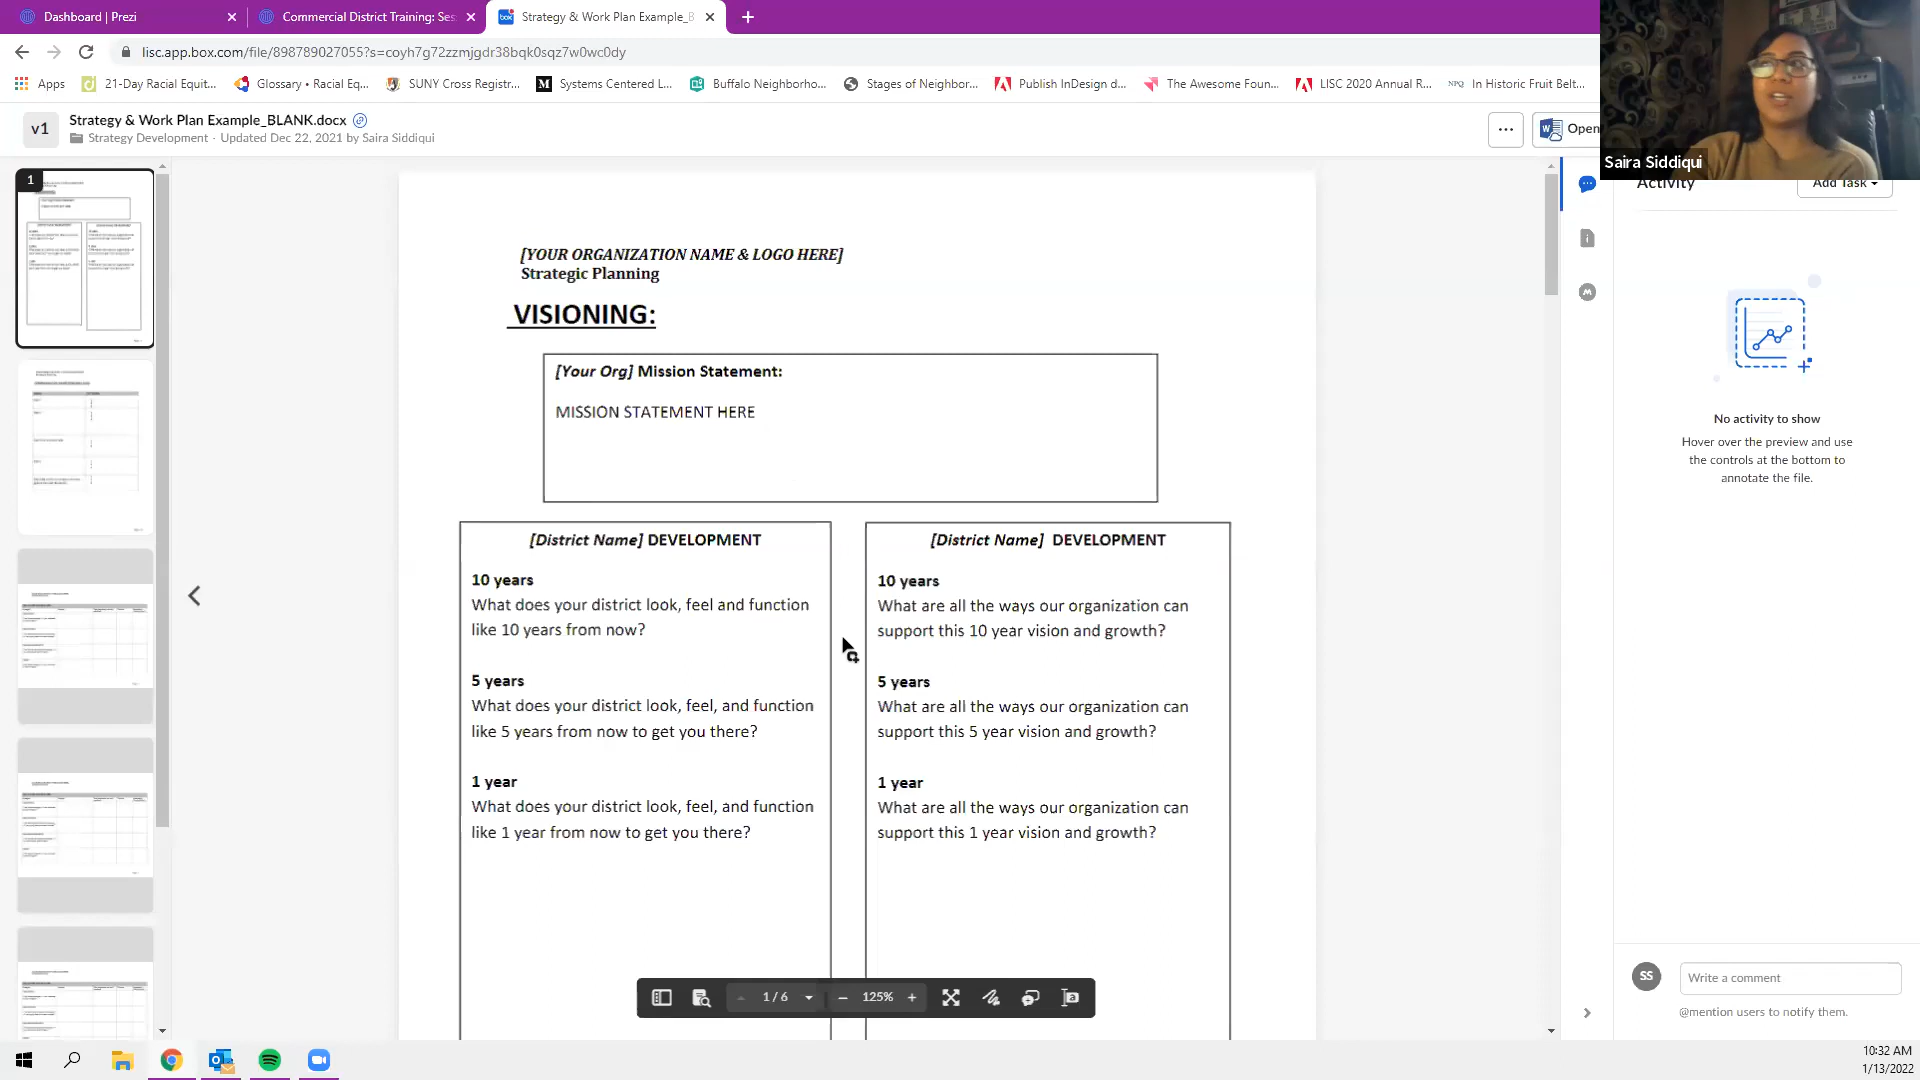 Dashboard | Prezi
Commercial District Training: Ses
Strategy & Work Plan Example_B
lisc.app.box.com/file/898789027055?s=coyh7g72zzmjgdr38bqk0sqz7w0wc0dy
Apps
21-Day Racial Equit...
Glossary • Racial Eq...
SUNY Cross Registr...
Systems Centered L...
Buffalo Neighborho...
Stages of Neighbor...
Publish InDesign d...
The Awesome Foun...
LISC 2020 Annual R...
NPQ In Historic Fruit Belt...
v1
Strategy & Work Plan Example_BLANK.docx
Strategy Development · Updated Dec 22, 2021 by Saira Siddiqui
Open
Saira Siddiqui
Activity
Add Task
1
[YOUR ORGANIZATION NAME & LOGO HERE]
Strategic Planning
VISIONING:
[Your Org] Mission Statement:
MISSION STATEMENT HERE
[District Name] DEVELOPMENT
10 years
What does your district look, feel and function
like 10 years from now?
5 years
What does your district look, feel, and function
like 5 years from now to get you there?
1 year
What does your district look, feel, and function
like 1 year from now to get you there?
[District Name] DEVELOPMENT
10 years
What are all the ways our organization can
support this 10 year vision and growth?
5 years
What are all the ways our organization can
support this 5 year vision and growth?
1 year
What are all the ways our organization can
support this 1 year vision and growth?
No activity to show
Hover over the preview and use
the controls at the bottom to
annotate the file.
1 / 6
125%
SS
Write a comment
@mention users to notify them.
10:32 AM
1/13/2022